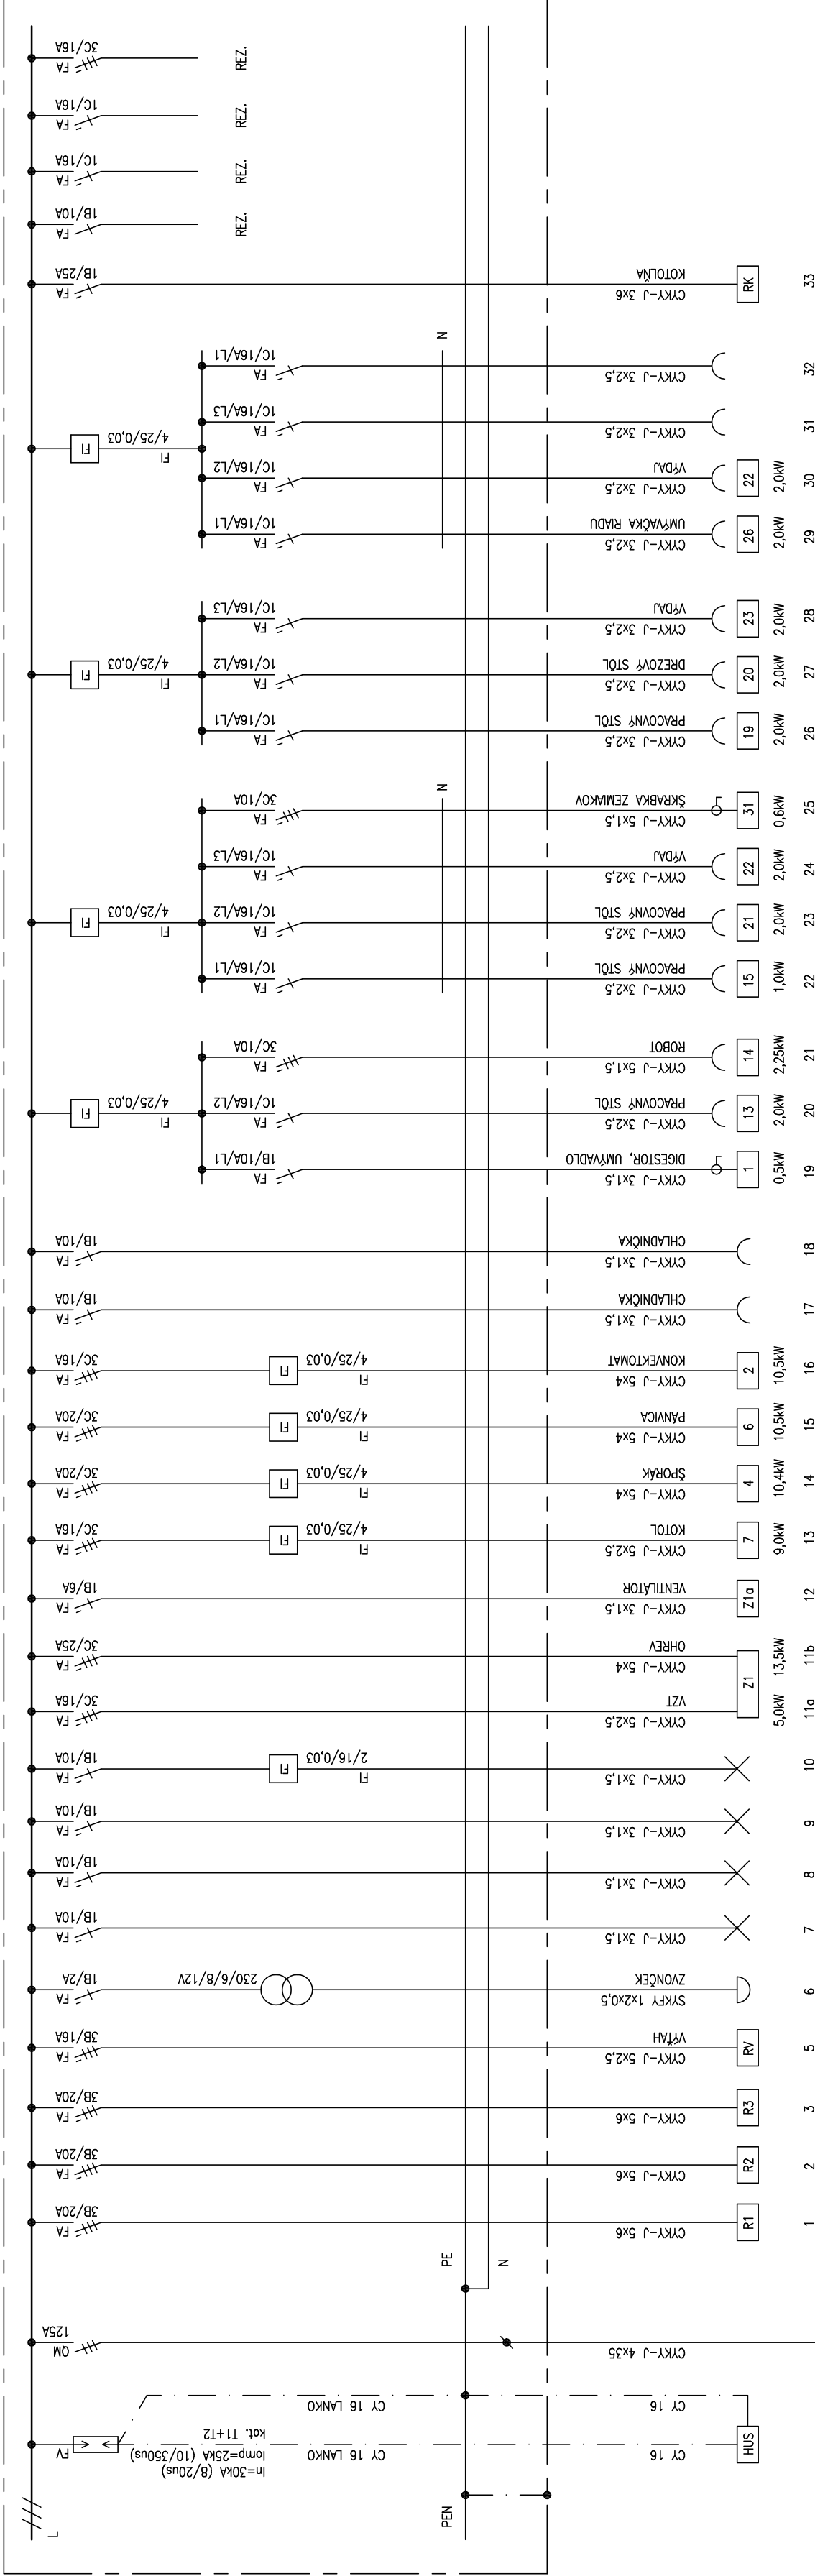 L
PEN
FV
In=30kA (8/20us)
Iomp=25kA (10/350us)
kat. T1+T2
CY 16 LANKO
CY 16 LANKO
CY 16
CY 16
HUS
QM
125A
CYKY-J 4x35
PE
N
FA
3B/20A
CYKY-J 5x6
R1
1
FA
3B/20A
CYKY-J 5x6
R2
2
FA
3B/20A
CYKY-J 5x6
R3
3
FA
3B/16A
CYKY-J 5x2,5
VÝŤAH
RV
5
FA
1B/2A
230/6/8/12V
SYKFY 1x2x0,5
ZVONČEK
6
FA
1B/10A
CYKY-J 3x1,5
7
FA
1B/10A
CYKY-J 3x1,5
8
FA
1B/10A
CYKY-J 3x1,5
9
FA
1B/10A
FI
FI
2/16/0,03
CYKY-J 3x1,5
10
FA
3C/16A
CYKY-J 5x2,5
VZT
5,0kW
11a
Z1
FA
3C/25A
CYKY-J 5x4
OHREV
13,5kW
11b
FA
1B/6A
CYKY-J 3x1,5
VENTILÁTOR
Z1a
12
FA
3C/16A
FI
FI
4/25/0,03
CYKY-J 5x2,5
KOTOL
7
9,0kW
13
FA
3C/20A
FI
FI
4/25/0,03
CYKY-J 5x4
ŠPORÁK
4
10,4kW
14
FA
3C/20A
FI
FI
4/25/0,03
CYKY-J 5x4
PANVICA
6
10,5kW
15
FA
3C/16A
FI
FI
4/25/0,03
CYKY-J 5x4
KONVEKTOMAT
2
10,5kW
16
FA
1B/10A
CYKY-J 3x1,5
CHLADNIČKA
17
FA
1B/10A
CYKY-J 3x1,5
CHLADNIČKA
18
FI
FI
4/25/0,03
FA
1B/10A/L1
CYKY-J 3x1,5
DIGESTOR, UMÝVADLO
1
0,5kW
19
FA
1C/16A/L2
CYKY-J 3x2,5
PRACOVNÝ STÔL
13
2,0kW
20
FA
3C/10A
CYKY-J 5x1,5
ROBOT
14
2,25kW
21
FI
FI
4/25/0,03
FA
1C/16A/L1
CYKY-J 3x2,5
PRACOVNÝ STÔL
15
1,0kW
22
FA
1C/16A/L2
CYKY-J 3x2,5
PRACOVNÝ STÔL
21
2,0kW
23
FA
1C/16A/L3
CYKY-J 3x2,5
VÝDAJ
22
2,0kW
24
FA
3C/10A
N
CYKY-J 5x1,5
ŠKRABKA ZEMIAKOV
31
0,6kW
25
FI
FI
4/25/0,03
FA
1C/16A/L1
CYKY-J 3x2,5
PRACOVNÝ STÔL
19
2,0kW
26
FA
1C/16A/L2
CYKY-J 3x2,5
DREZOVÝ STÔL
20
2,0kW
27
FA
1C/16A/L3
CYKY-J 3x2,5
VÝDAJ
23
2,0kW
28
FI
FI
4/25/0,03
FA
1C/16A/L1
CYKY-J 3x2,5
UMÝVAČKA RIADU
26
2,0kW
29
FA
1C/16A/L2
CYKY-J 3x2,5
VÝDAJ
22
2,0kW
30
FA
1C/16A/L3
CYKY-J 3x2,5
31
FA
1C/16A/L1
N
CYKY-J 3x2,5
32
FA
1B/25A
CYKY-J 3x6
KOTOLŇA
RK
33
FA
1B/10A
REZ.
FA
1C/16A
REZ.
FA
1C/16A
REZ.
FA
3C/16A
REZ.